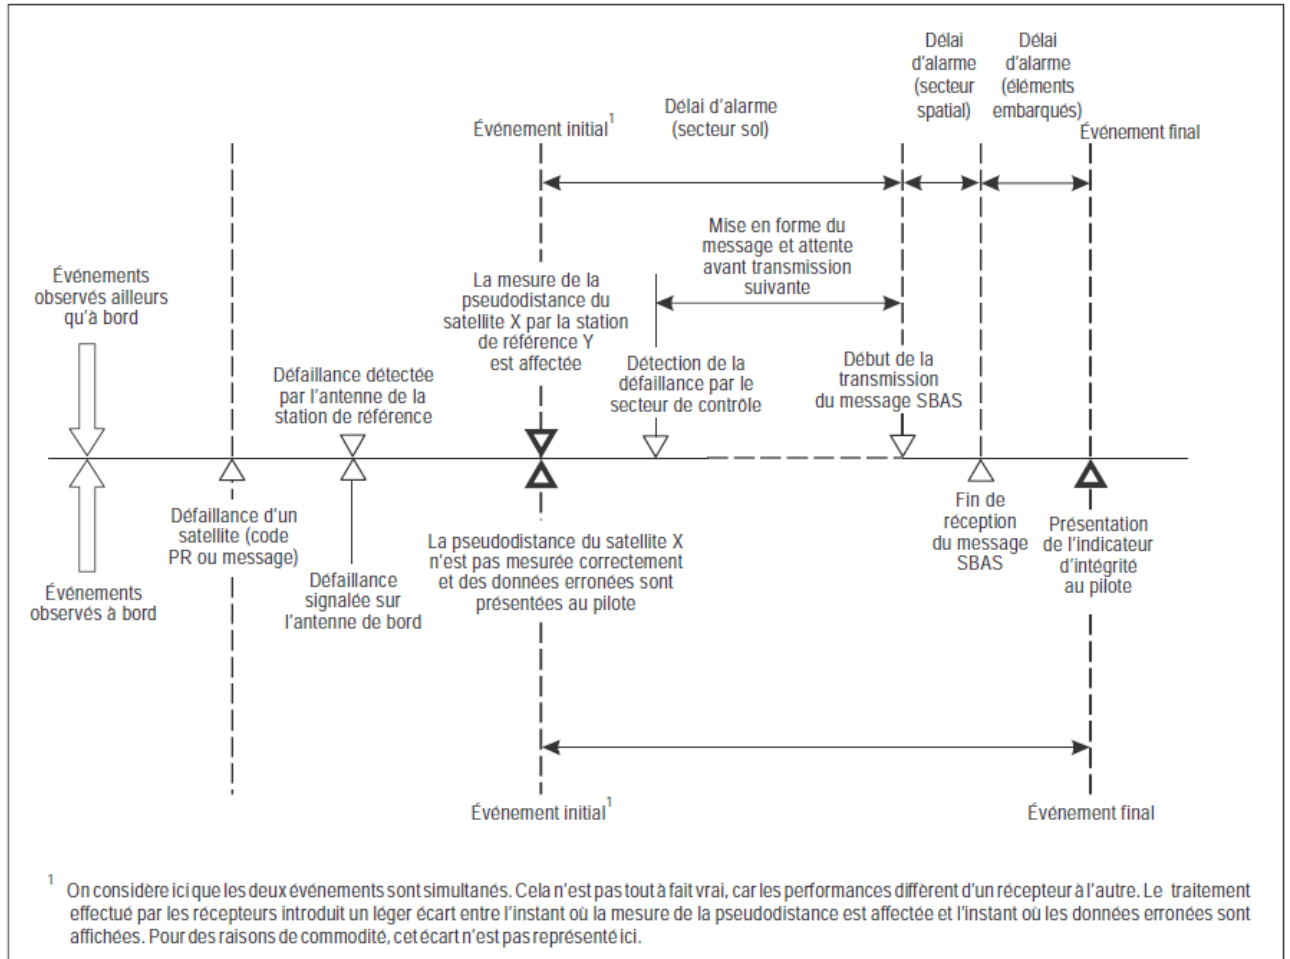 Délai
d'alarme
(secteur
spatial)
Délai
d'alarme
(éléments
embarqués)
Délai d'alarme
(secteur sol)
Événement initial1
Événement final
Mise en forme du
message et attente
avant transmission
suivante
Événements
observés ailleurs
qu'à bord
La mesure de la
pseudodistance du
satellite X par la station
de référence Y
est affectée
Défaillance détectée
par l'antenne de la
station de référence
Détection de la
défaillance par le
secteur de contrôle
Début de la
transmission
du message SBAS
Défaillance d'un
satellite (code
PR ou message)
Défaillance
signalée sur
l'antenne de bord
La pseudodistance du satellite X
n'est pas mesurée correctement
et des données erronées sont
présentées au pilote
Fin de
réception
du message
SBAS
Présentation
de l'indicateur
d'intégrité
au pilote
Événements
observés à bord
Événement initial1
Événement final
1 On considère ici que les deux événements sont simultanés. Cela n'est pas tout à fait vrai, car les performances diffèrent d'un récepteur à l'autre. Le traitement
effectué par les récepteurs introduit un léger écart entre l'instant où la mesure de la pseudodistance est affectée et l'instant où les données erronées sont
affichées. Pour des raisons de commodité, cet écart n'est pas représenté ici.